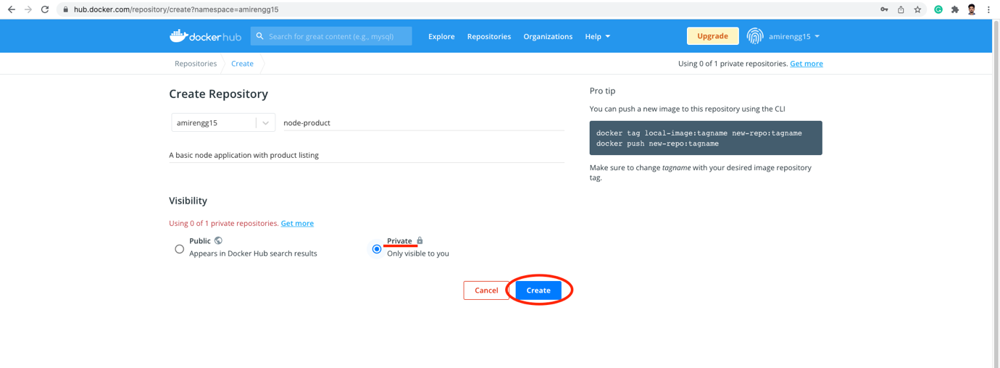 hub.docker.com/repository/create?namespace=amirengg15
docker hub
Search for great content (e.g., mysql)
Explore
Repositories
Organizations
Help
Upgrade
amirengg15
Repositories
Create
Using 0 of 1 private repositories. Get more
Create Repository
amirengg15
node-product
A basic node application with product listing
Visibility
Using 0 of 1 private repositories. Get more
Public
Appears in Docker Hub search results
Private
Only visible to you
Cancel
Create
Pro tip
You can push a new image to this repository using the CLI
docker tag local-image:tagname new-repo:tagname
docker push new-repo:tagname
Make sure to change tagname with your desired image repository
tag.